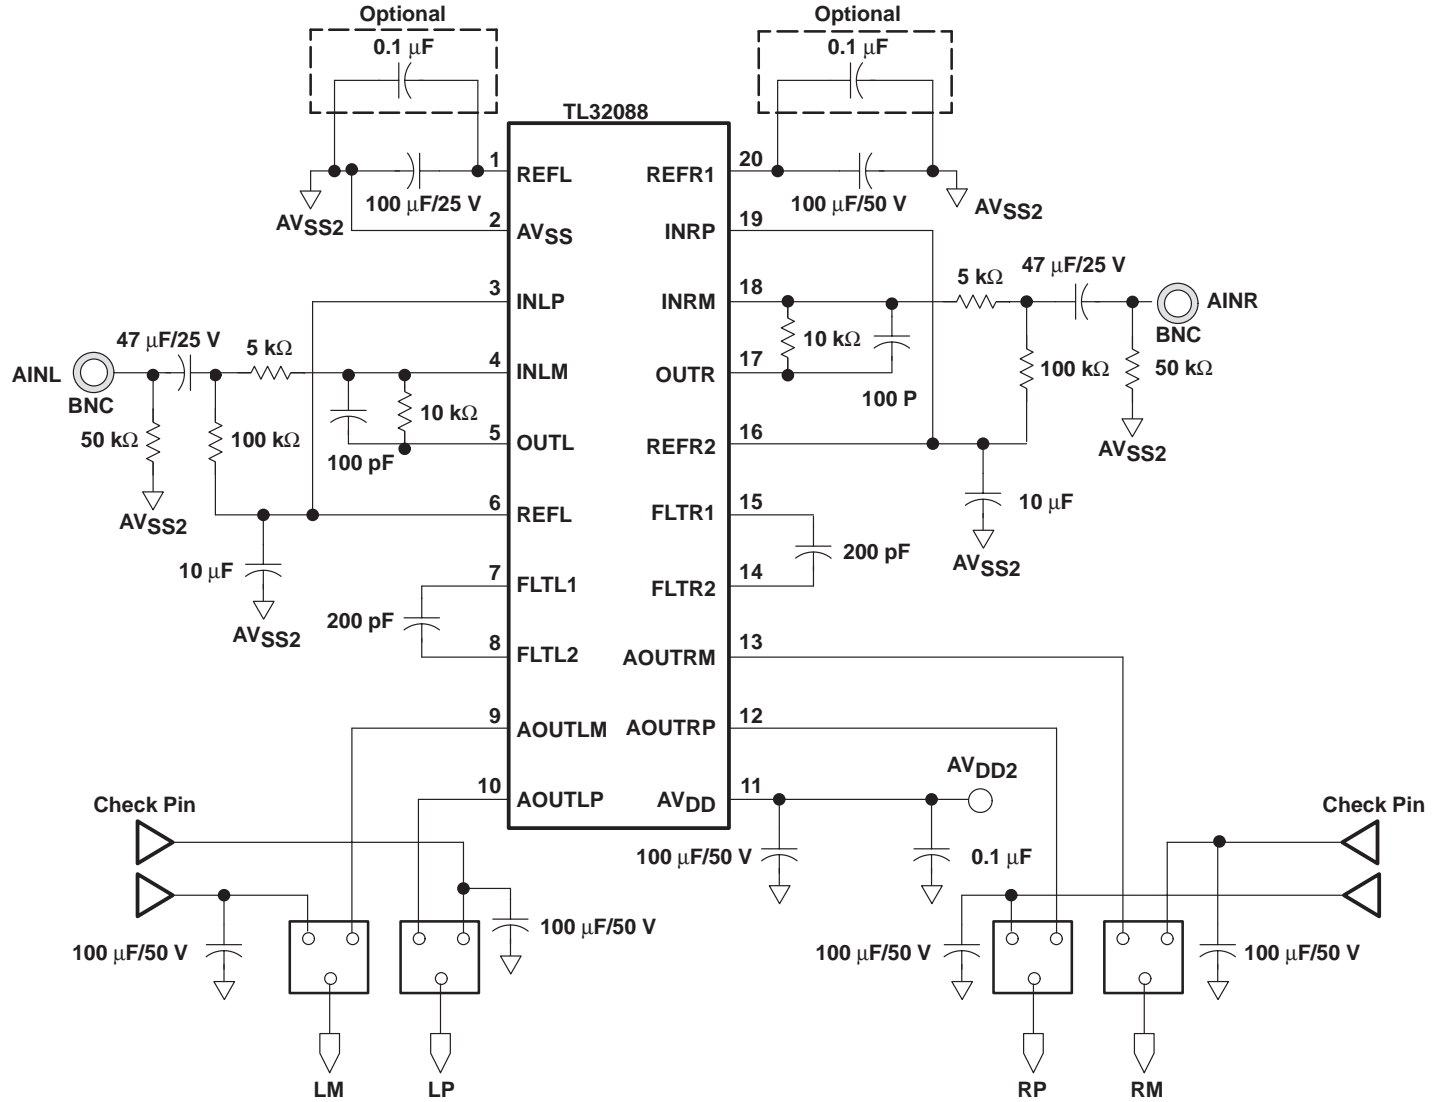 Optional
Optional
0.1 μF
0.1 μF
TL32088
1
REFL
REFR1
20
100 μF/25 V
100 μF/50 V
AVSS2
AVSS2
2
AVSS
INRP
19
3
INLP
INRM
18
5 kΩ
47 μF/25 V
AINR
BNC
47 μF/25 V
5 kΩ
10 kΩ
AINL
BNC
4
INLM
OUTR
17
100 kΩ
50 kΩ
100 P
50 kΩ
100 kΩ
10 kΩ
5
OUTL
REFR2
16
100 pF
AVSS2
AVSS2
6
REFL
FLTR1
15
10 μF
10 μF
AVSS2
200 pF
AVSS2
7
FLTL1
FLTR2
14
200 pF
8
FLTL2
AOUTRM
13
9
AOUTLM
AOUTRP
12
AVDD2
10
AOUTLP
AVDD
11
Check Pin
Check Pin
100 μF/50 V
0.1 μF
100 μF/50 V
100 μF/50 V
100 μF/50 V
100 μF/50 V
LM
LP
RP
RM